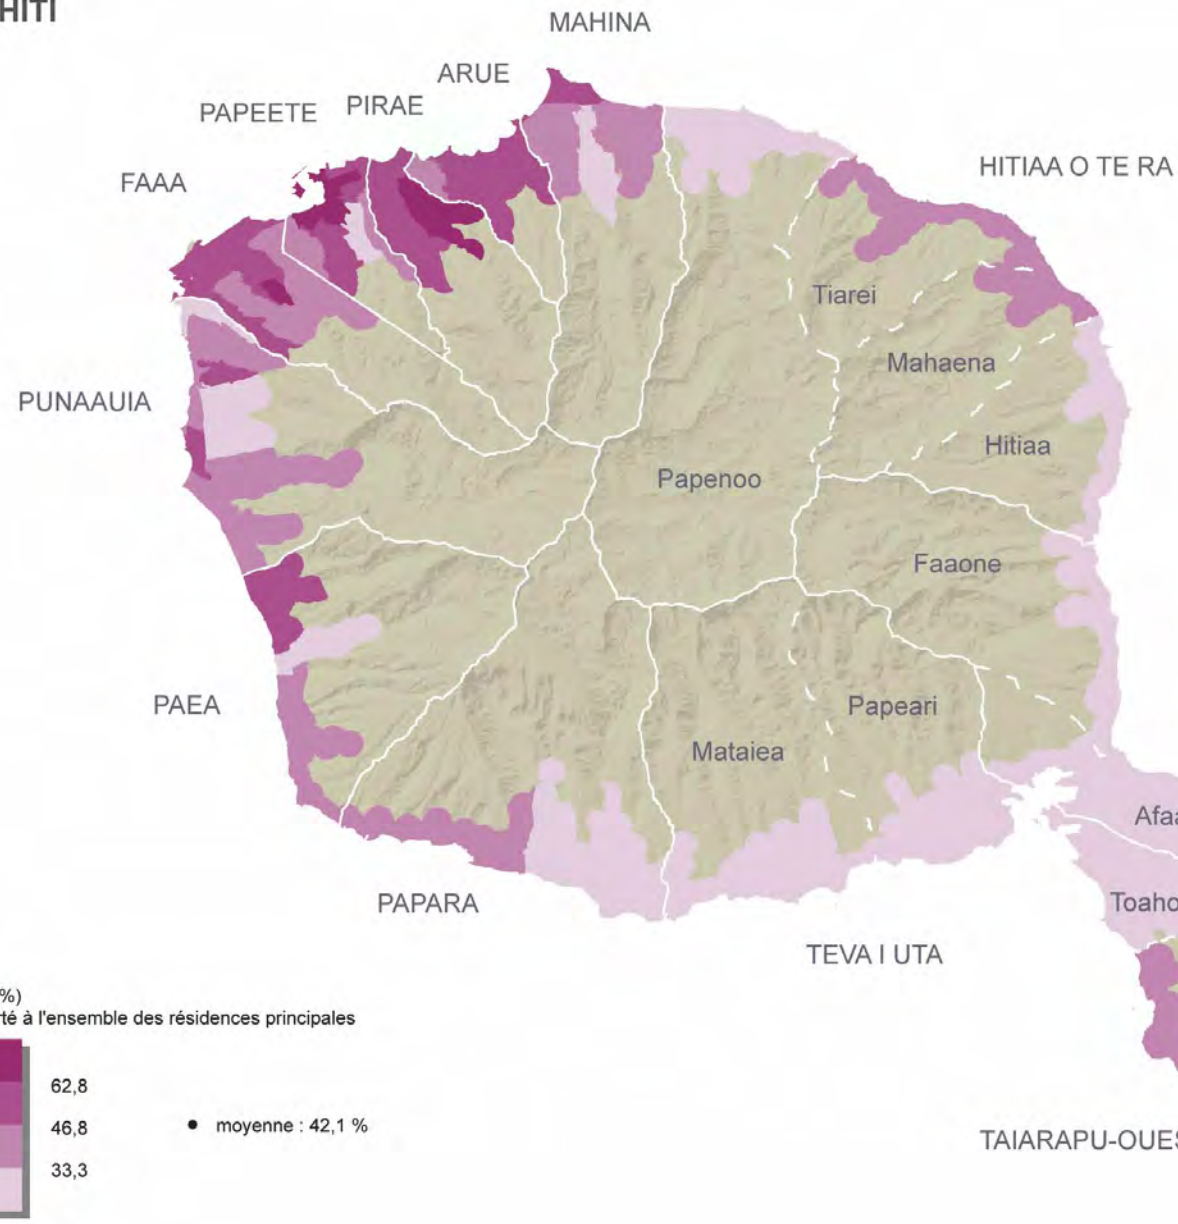 HITI
MAHINA
ARUE
PAPEETE PIRAE
FAAA
HITIAA O TE RA
Tiarei
Mahaena
PUNAAUIA
Hitiaa
Papenoo
Faaone
PAEA
Papeari
Mataiea
Afaa
PAPARA
Toaho
TEVA I UTA
%)
rté à l'ensemble des résidences principales
62,8
46,8
moyenne : 42,1 %
33,3
TAIARAPU-OUES